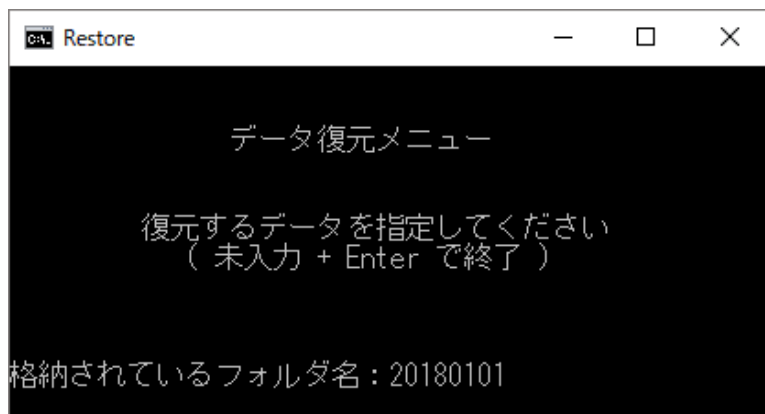 Restore
データ復元メニュー
復元するデータを指定してください
( 未入力 + Enter で終了 )
格納されているフォルダ名：20180101